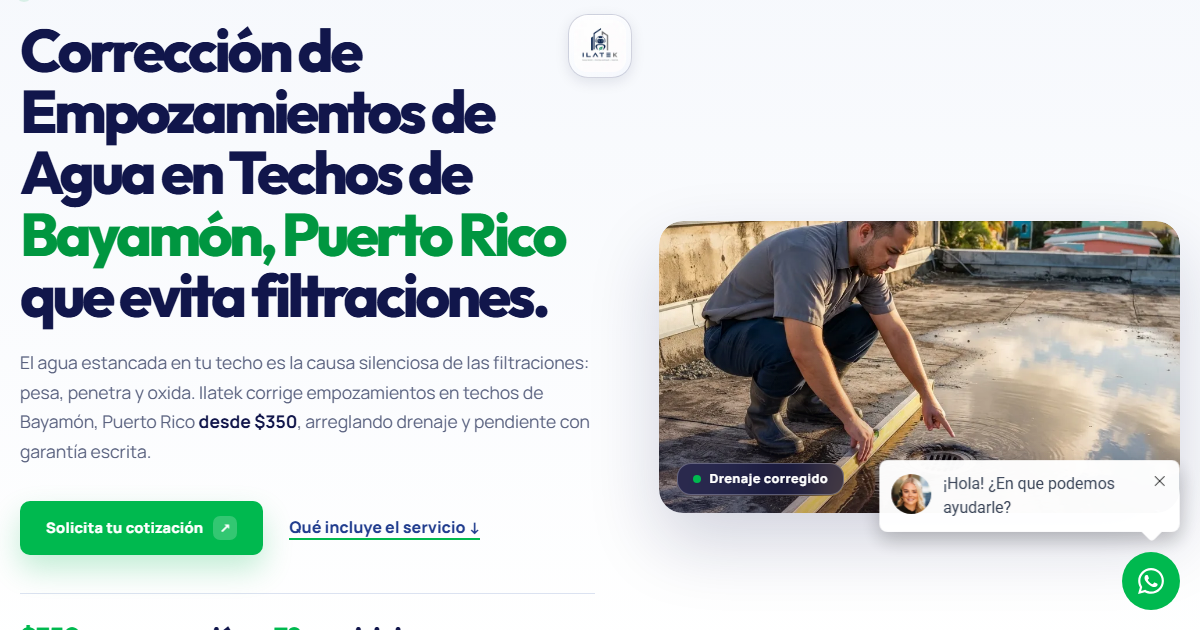 Corrección de
Empozamientos de
Agua en Techos de
Bayamón, Puerto Rico
que evita filtraciones.
ILATEK
El agua estancada en tu techo es la causa silenciosa de las filtraciones:
pesa, penetra y oxida. Ilatek corrige empozamientos en techos de
Bayamón, Puerto Rico desde $350, arreglando drenaje y pendiente con
garantía escrita.
Solicita tu cotización ↗
Qué incluye el servicio ↓
Drenaje corregido
¡Hola! ¿En que podemos
ayudarle?